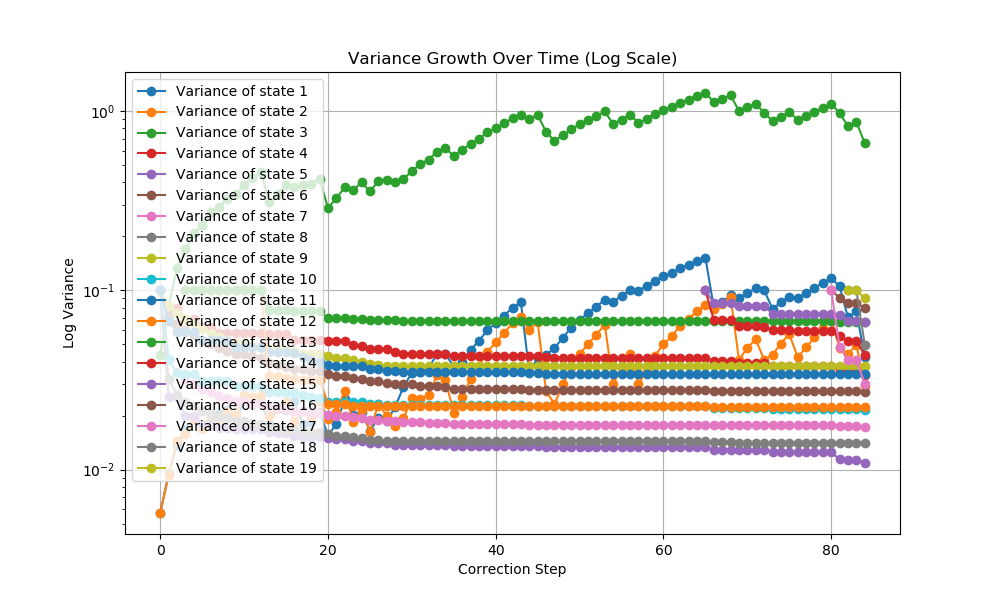 Variance Growth Over Time (Log Scale)
Log Variance
10⁰
10⁻¹
10⁻²
Variance of state 1
Variance of state 2
Variance of state 3
Variance of state 4
Variance of state 5
Variance of state 6
Variance of state 7
Variance of state 8
Variance of state 9
Variance of state 10
Variance of state 11
Variance of state 12
Variance of state 13
Variance of state 14
Variance of state 15
Variance of state 16
Variance of state 17
Variance of state 18
Variance of state 19
0 20 40 60 80
Correction Step